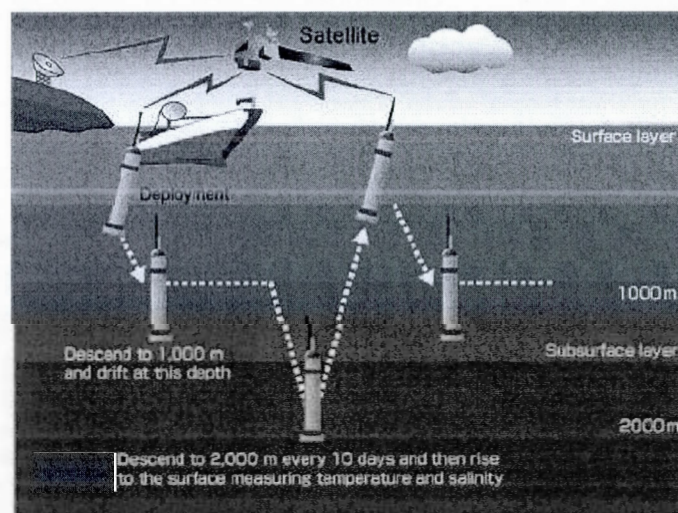 Satellite
Surface layer
Deployment
1000m
Descend to 1,000 m
and drift at this depth
Subsurface layer
2000m
Descend to 2,000 m every 10 days and then rise
to the surface measuring temperature and salinity